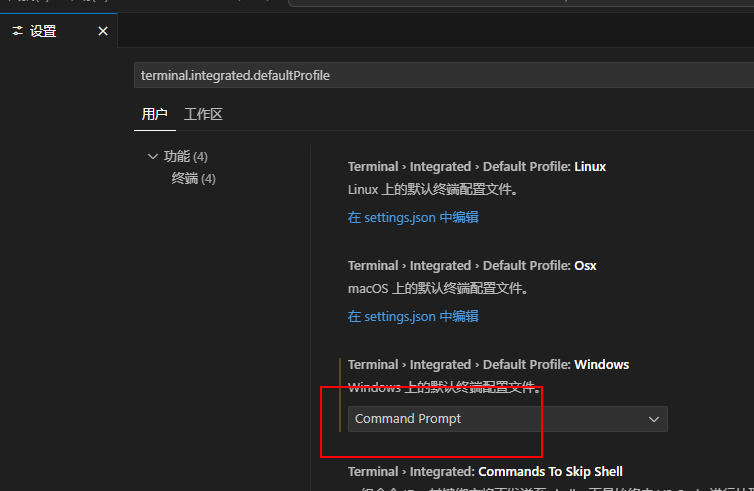 设置
terminal.integrated.defaultProfile
用户 工作区
功能 (4)
终端 (4)
Terminal › Integrated › Default Profile: Linux
Linux 上的默认终端配置文件。
在 settings.json 中编辑
Terminal › Integrated › Default Profile: Osx
macOS 上的默认终端配置文件。
在 settings.json 中编辑
Terminal › Integrated › Default Profile: Windows
Windows 上的默认终端配置文件。
Command Prompt
Terminal › Integrated: Commands To Skip Shell